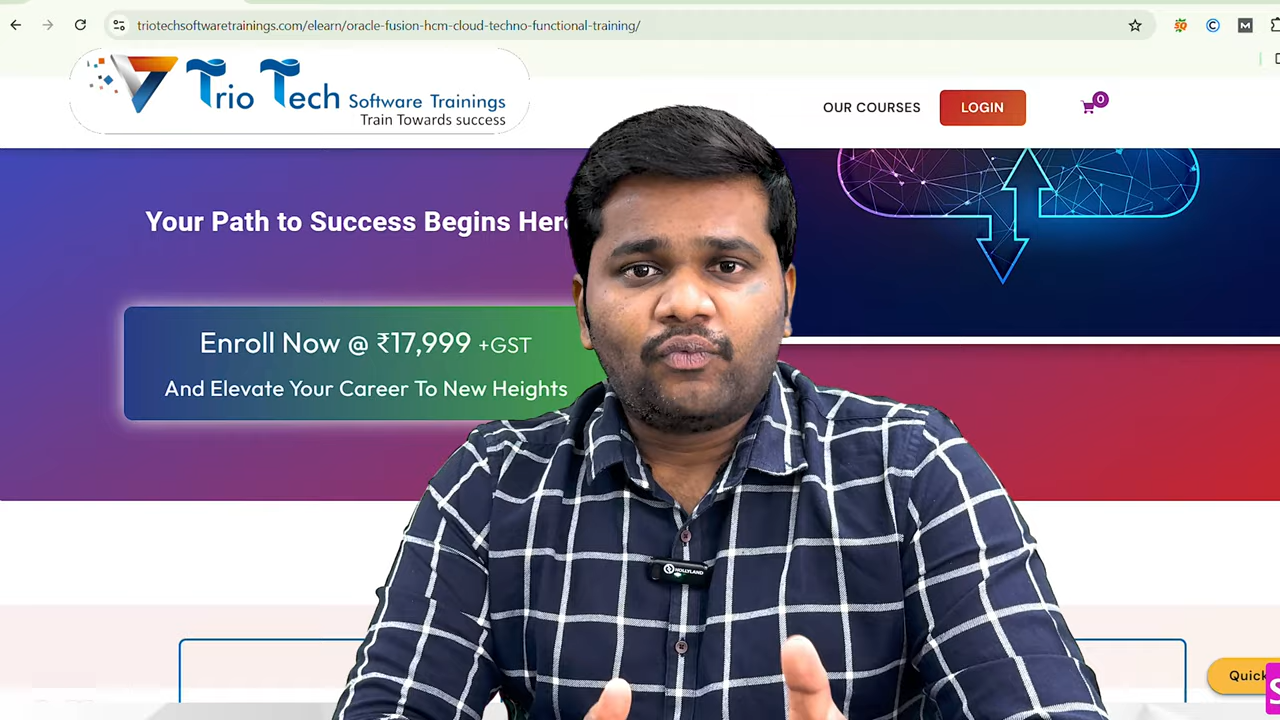 triotechsoftwaretrainings.com/elearn/oracle-fusion-hcm-cloud-techno-functional-training/
Trio Tech Software Trainings
Train Towards success
OUR COURSES
LOGIN
0
Your Path to Success Begins Here
Enroll Now @ ₹17,999 +GST
And Elevate Your Career To New Heights
HOLLYLAND
Quick
S